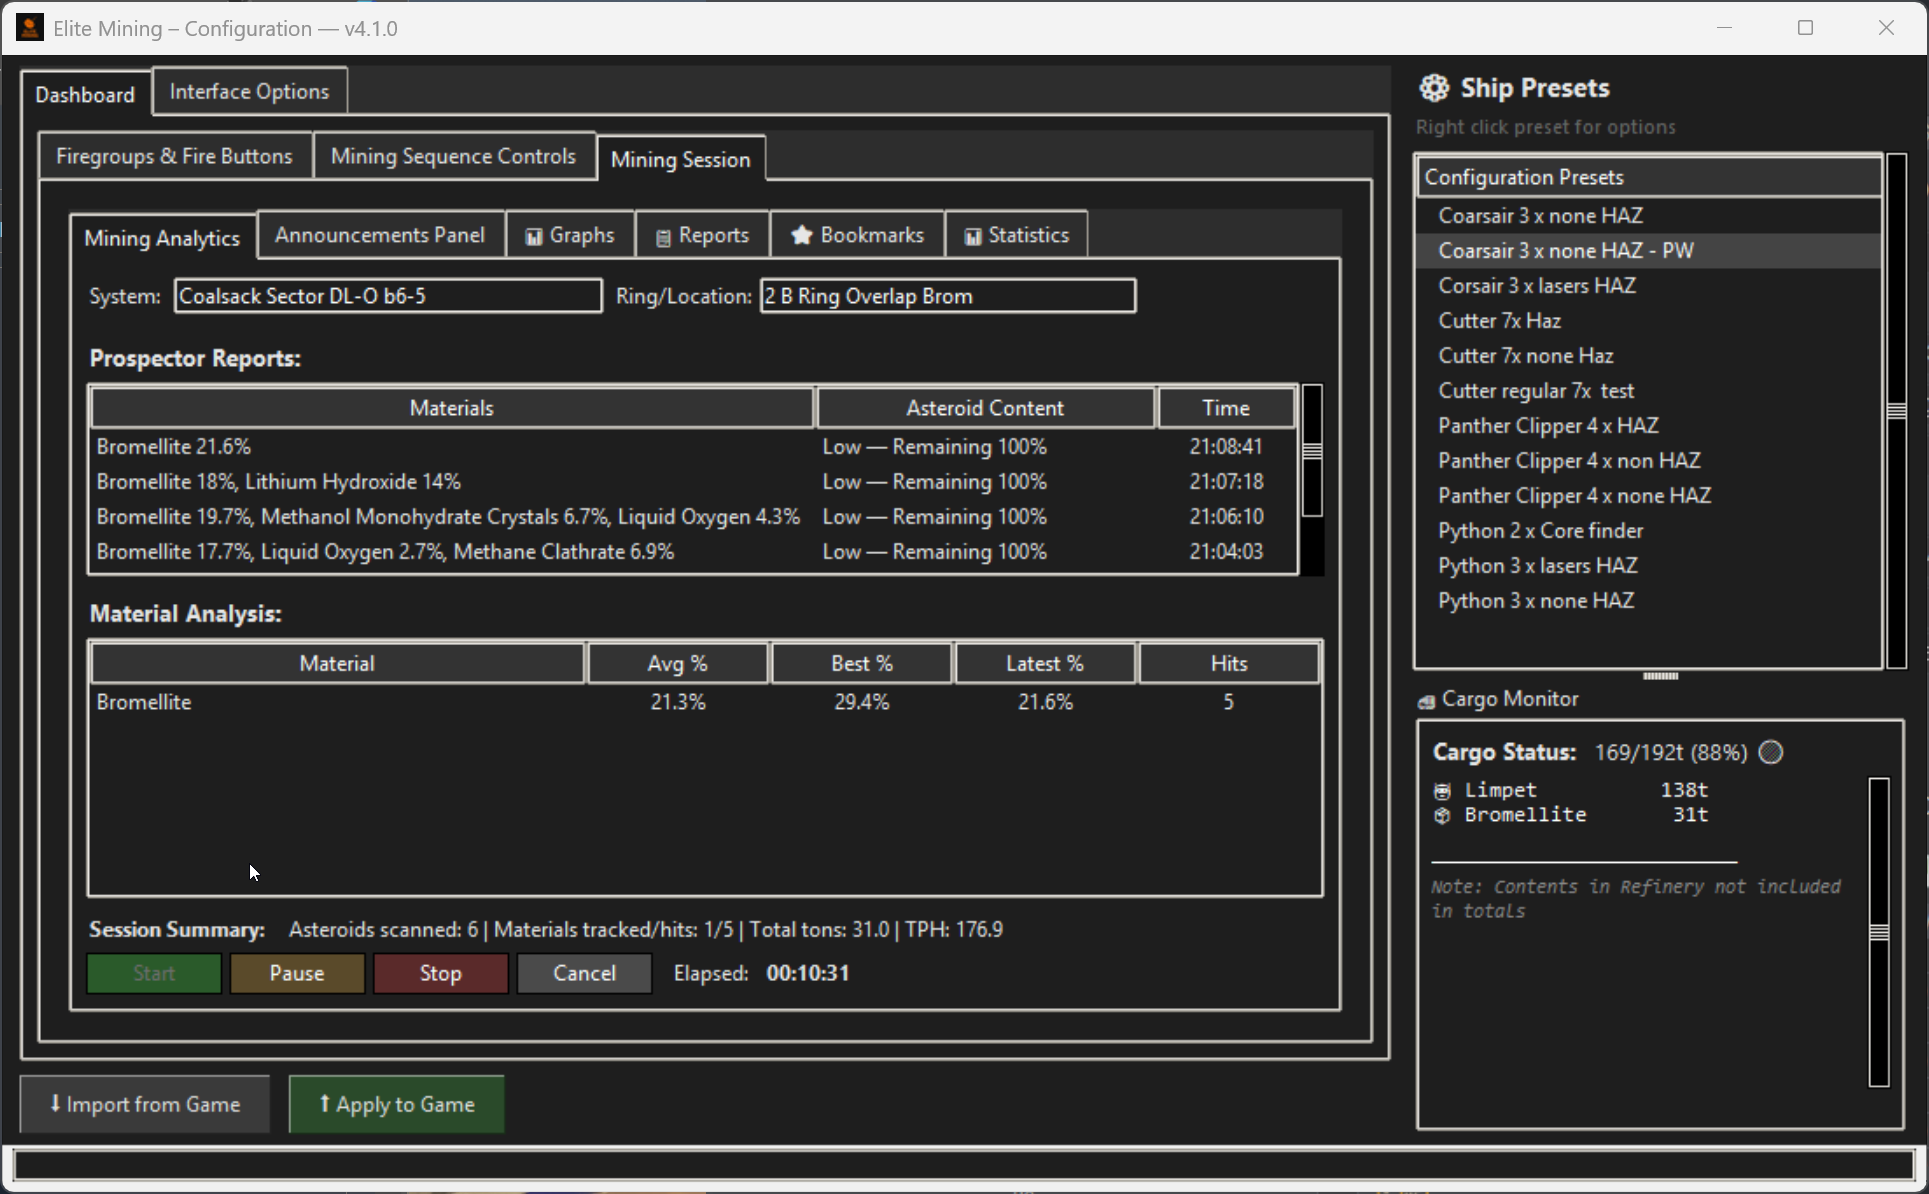 Elite Mining – Configuration — v4.1.0
Dashboard
Interface Options
Firegroups & Fire Buttons
Mining Sequence Controls
Mining Session
Mining Analytics
Announcements Panel
Graphs
Reports
Bookmarks
Statistics
System: Coalsack Sector DL-O b6-5 Ring/Location: 2 B Ring Overlap Brom
Prospector Reports:
Materials Asteroid Content Time
Bromellite 21.6% Low — Remaining 100% 21:08:41
Bromellite 18%, Lithium Hydroxide 14% Low — Remaining 100% 21:07:18
Bromellite 19.7%, Methanol Monohydrate Crystals 6.7%, Liquid Oxygen 4.3% Low — Remaining 100% 21:06:10
Bromellite 17.7%, Liquid Oxygen 2.7%, Methane Clathrate 6.9% Low — Remaining 100% 21:04:03
Material Analysis:
Material Avg % Best % Latest % Hits
Bromellite 21.3% 29.4% 21.6% 5
Session Summary: Asteroids scanned: 6 | Materials tracked/hits: 1/5 | Total tons: 31.0 | TPH: 176.9
Start Pause Stop Cancel Elapsed: 00:10:31
⬇ Import from Game ⬆ Apply to Game
Ship Presets
Right click preset for options
Configuration Presets
Coarsair 3 x none HAZ
Coarsair 3 x none HAZ - PW
Corsair 3 x lasers HAZ
Cutter 7x Haz
Cutter 7x none Haz
Cutter regular 7x  test
Panther Clipper 4 x HAZ
Panther Clipper 4 x non HAZ
Panther Clipper 4 x none HAZ
Python 2 x Core finder
Python 3 x lasers HAZ
Python 3 x none HAZ
Cargo Monitor
Cargo Status: 169/192t (88%)
Limpet 138t
Bromellite 31t
Note: Contents in Refinery not included
in totals